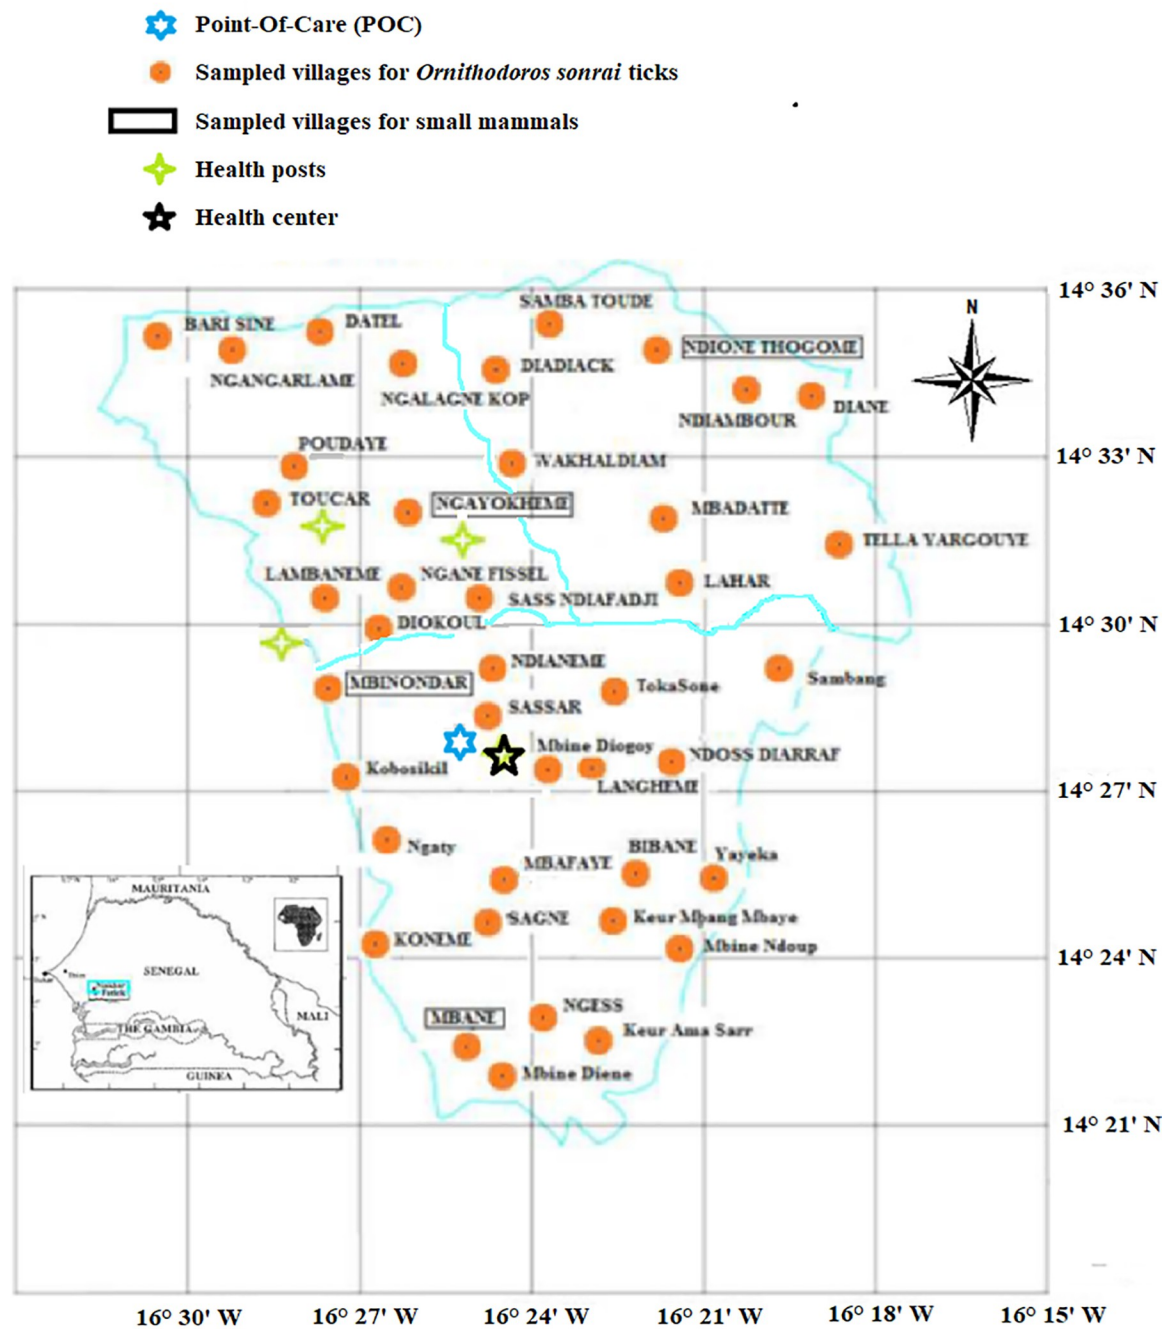 Point-Of-Care (POC)
Sampled villages for Ornithodoros sonrai ticks
Sampled villages for small mammals
Health posts
Health center
14° 36' N
SAMBA TOUDE
N
BARI SINE
DATEL
NDIONE THOGOME
NGANGARLAME
DIADIACK
NGALAGNE KOP
NDIAMBOUR
DIANE
POUDAYE
14° 33' N
WAKHALDIAM
TOUCAR
NGAYOKHEME
MBADATTE
TELLA YARGOUYE
LAMBANEME
NGANE FISSEL
LAHAR
SASS NDIAFADJI
DIOKOUL
14° 30' N
NDIANEME
MBINONDAR
TokaSone
Sambang
SASSAR
Mbine Diogoy
NDOSS DIARRAF
Kobosikil
LANGHEME
14° 27' N
Ngaty
BIBANE
Yayeka
MBAFAYE
SAGNE
Keur Mbang Mbaye
KONEME
Mbine Ndoup
14° 24' N
NGESS
MBANE
Keur Ama Sarr
Mbine Diene
14° 21' N
MAURITANIA
SENEGAL
MALI
THE GAMBIA
GUINEA
16° 30' W
16° 27' W
16° 24' W
16° 21' W
16° 18' W
16° 15' W